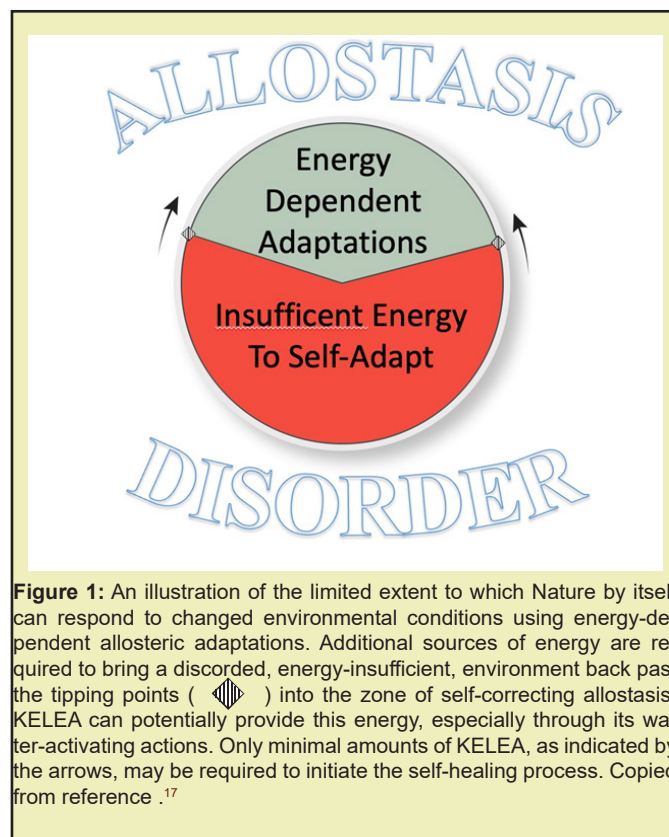 ALLOSTASIS
Energy
Dependent
Adaptations
Insufficent Energy
To Self-Adapt
DISORDER
Figure 1: An illustration of the limited extent to which Nature by itsel
can respond to changed environmental conditions using energy-de
pendent allosteric adaptations. Additional sources of energy are re
quired to bring a discorded, energy-insufficient, environment back pas
the tipping points ( ) into the zone of self-correcting allostasis
KELEA can potentially provide this energy, especially through its wa
ter-activating actions. Only minimal amounts of KELEA, as indicated by
the arrows, may be required to initiate the self-healing process. Copied
from reference .17